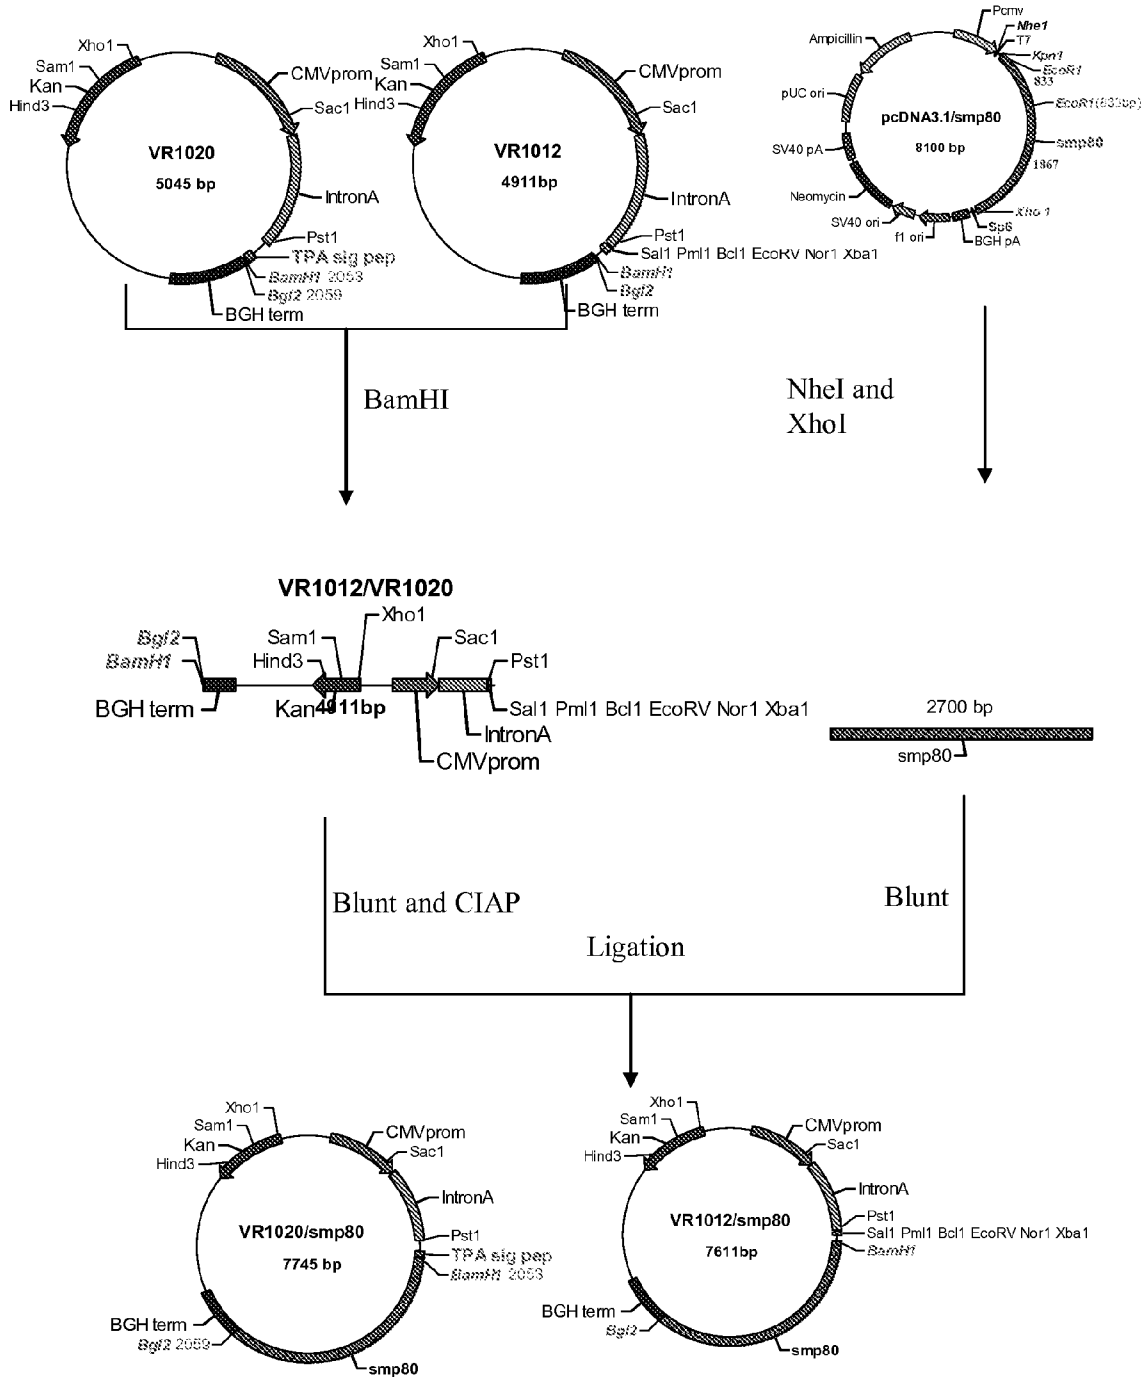 Xho1
Sam1
Kan
Hind3
CMVprom
Sac1
VR1020
5045 bp
IntronA
Pst1
TPA sig pep
BamH1 2053
Bgl2 2059
BGH term
Xho1
Sam1
Kan
Hind3
CMVprom
Sac1
VR1012
4911bp
IntronA
Pst1
Sal1 Pml1 Bcl1 EcoRV Nor1 Xba1
BamH1
Bgl2
BGH term
Pcmv
Nhe1
T7
Kpn1
EcoR1
833
EcoR1(833bp)
Ampicillin
pUC ori
pcDNA3.1/smp80
8100 bp
smp80
SV40 pA
1867
Neomycin
Xho 1
SV40 ori
Sp6
f1 ori
BGH pA
BamHI
NheI and
XhoI
VR1012/VR1020
Xho1
Bgl2
Sam1
Sac1
BamH1
Hind3
Pst1
BGH term
Kan
4911bp
Sal1 Pml1 Bcl1 EcoRV Nor1 Xba1
IntronA
CMVprom
2700 bp
smp80
Blunt and CIAP
Blunt
Ligation
Xho1
Sam1
Kan
Hind3
CMVprom
Sac1
IntronA
VR1020/smp80
7745 bp
Pst1
TPA sig pep
BamH1 2053
BGH term
Bgl2 2059
smp80
Xho1
Sam1
Kan
Hind3
CMVprom
Sac1
IntronA
VR1012/smp80
7611bp
Pst1
Sal1 Pml1 Bcl1 EcoRV Nor1 Xba1
BamH1
BGH term
Bgl2
smp80